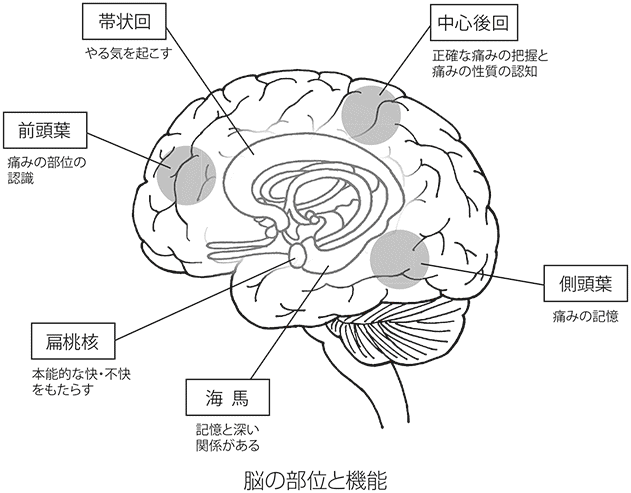 帯状回
やる気を起こす
中心後回
正確な痛みの把握と
痛みの性質の認知
前頭葉
痛みの部位の
認識
側頭葉
痛みの記憶
扁桃核
本能的な快・不快
をもたらす
海馬
記憶と深い
関係がある
脳の部位と機能